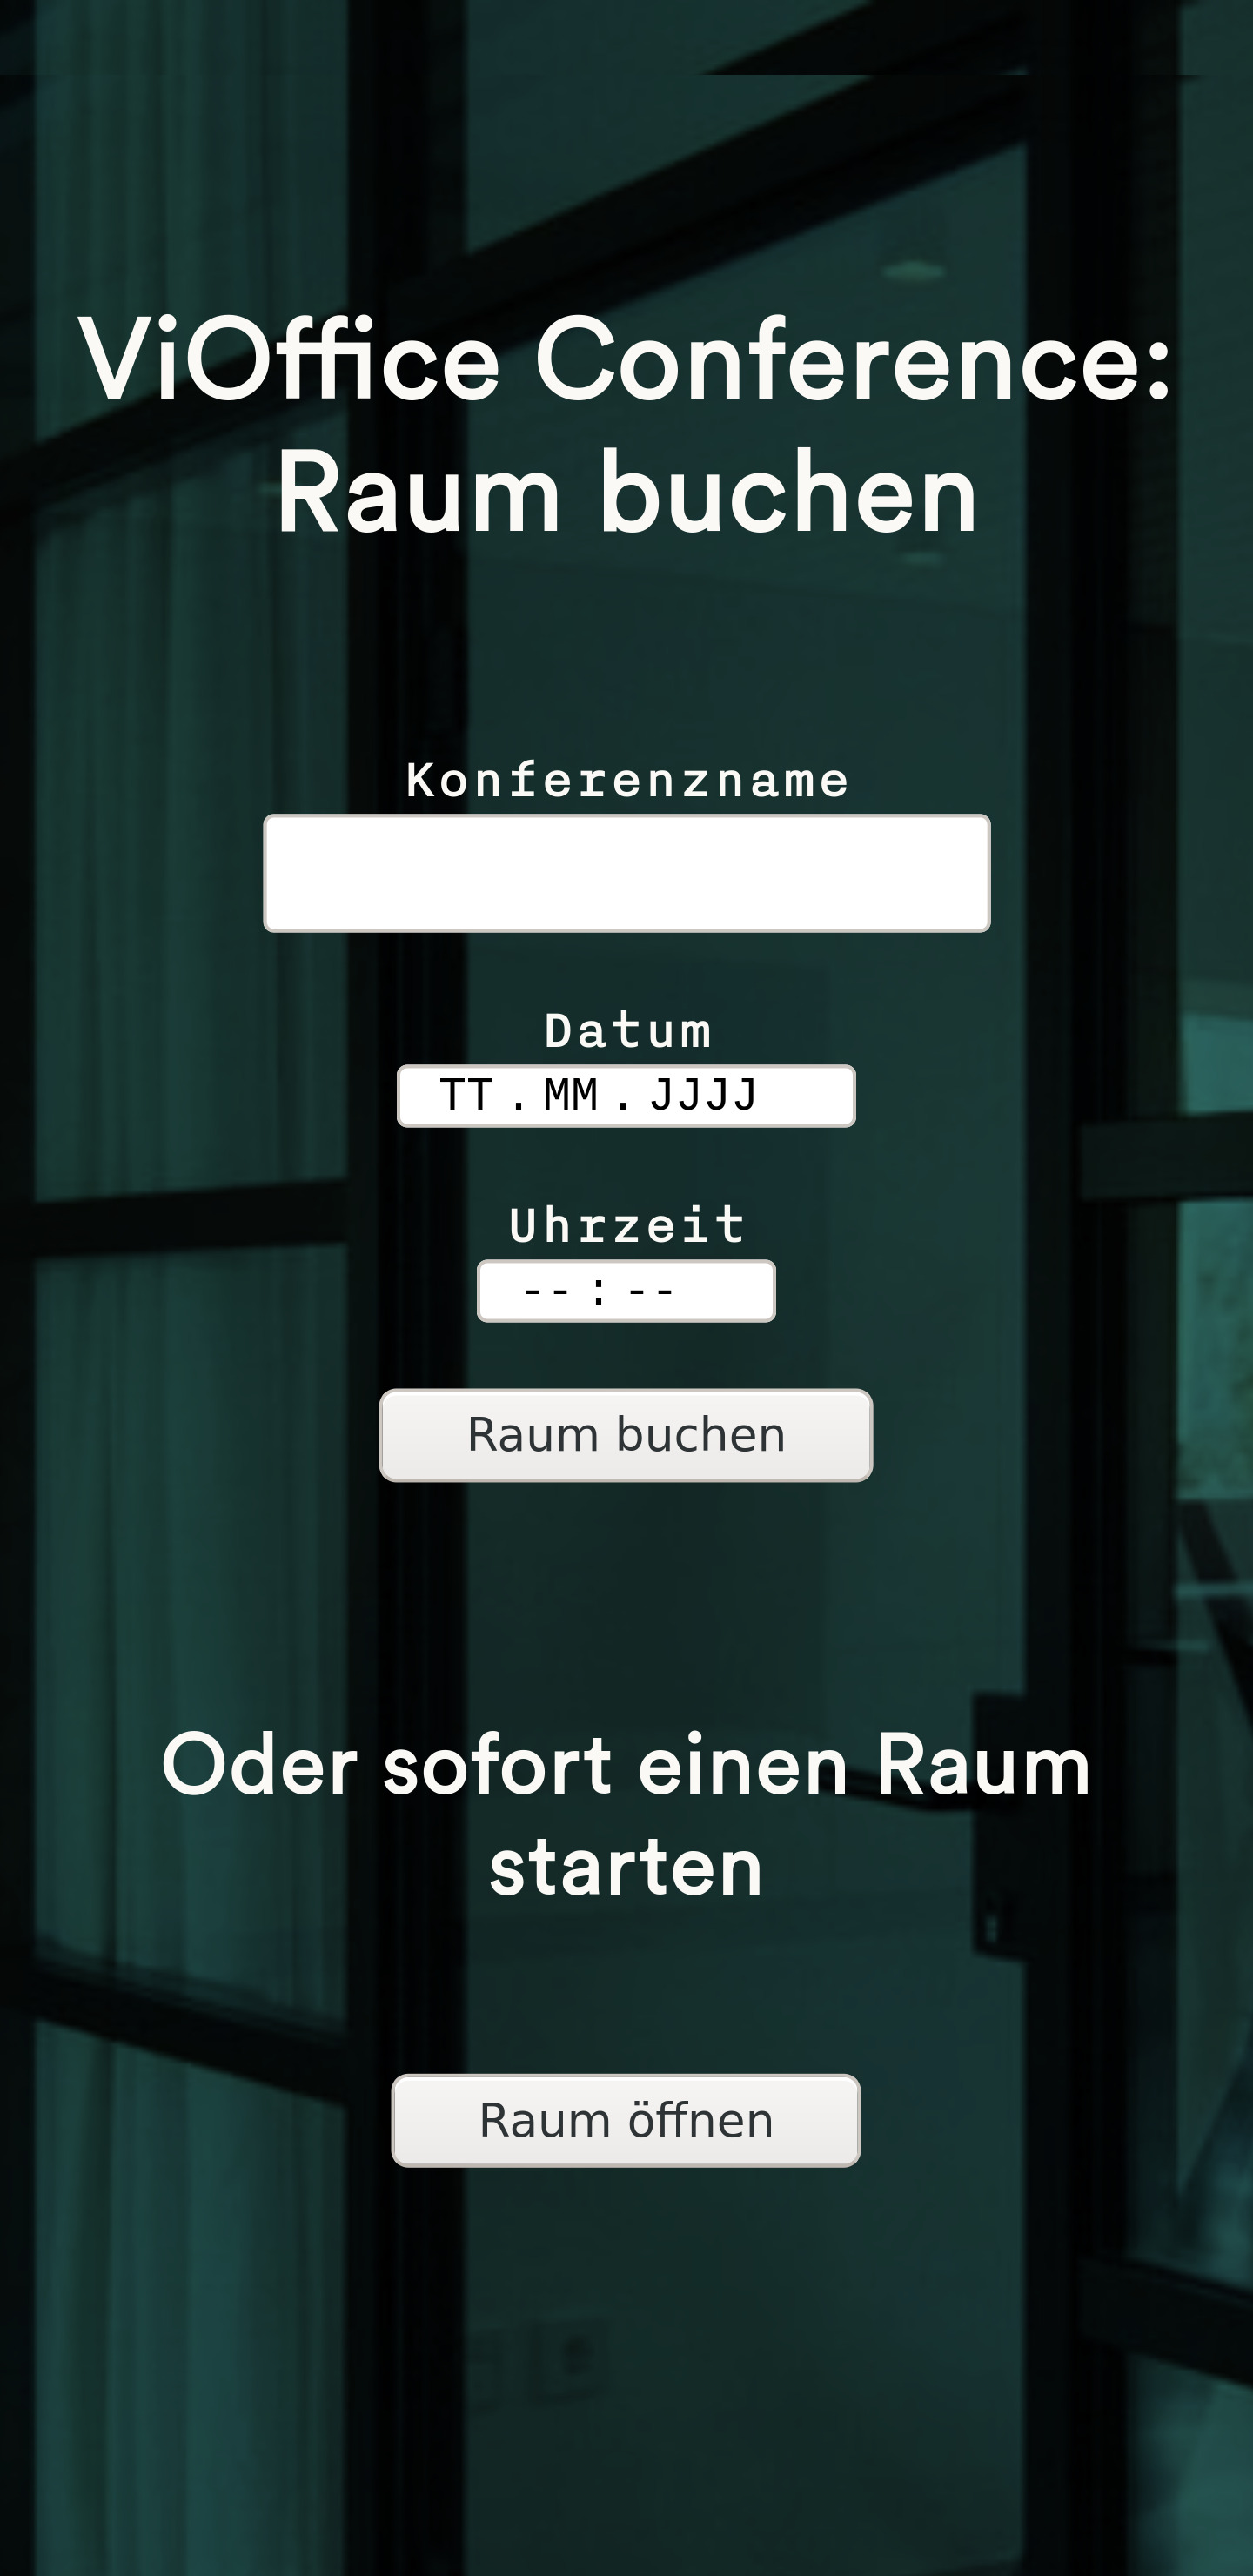 ViOffice Conference:
Raum buchen
Konferenzname
Datum
TT.MM.JJJJ
Uhrzeit
--:--
Raum buchen
Oder sofort einen Raum
starten
Raum öffnen